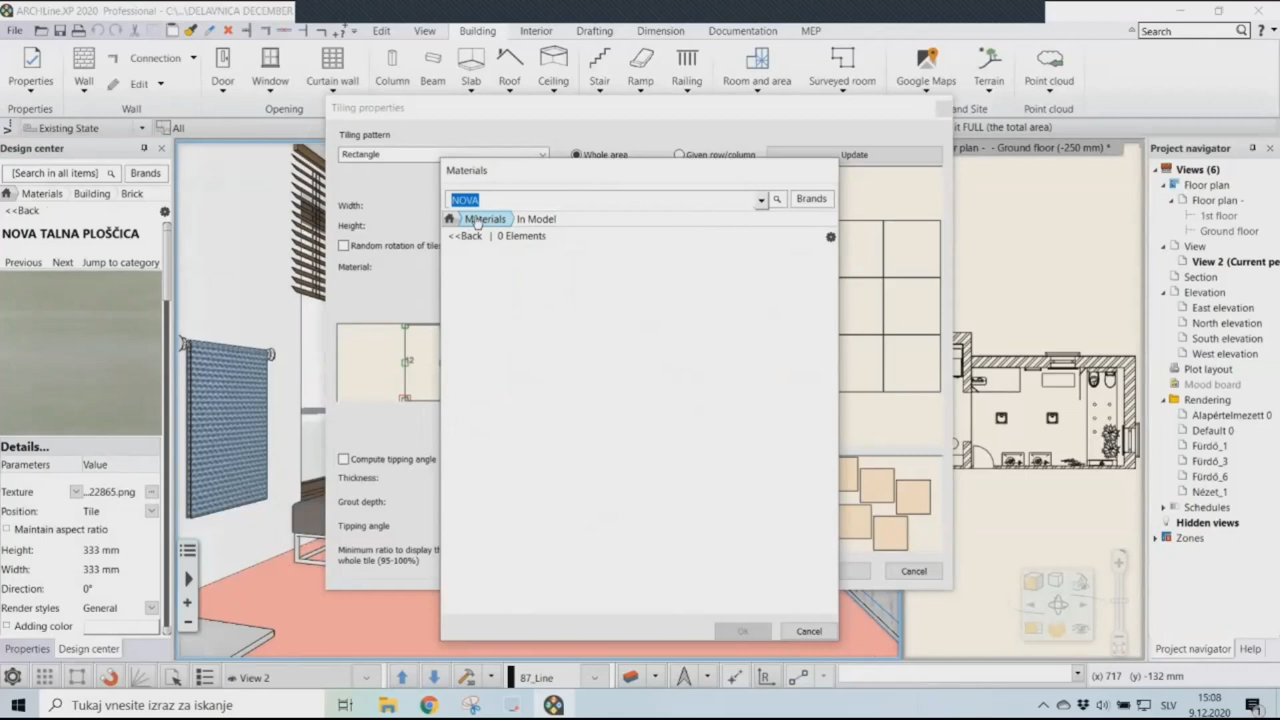 ARCHLine.XP 2020 Professional - C:\...\DELAVNICA DECEMBER
File
Edit
View
Building
Interior
Drafting
Dimension
Documentation
MEP
Search
?
Properties
Wall
Connection
Edit
Door
Window
Curtain wall
Column
Beam
Slab
Roof
Ceiling
Stair
Ramp
Railing
Room and area
Surveyed room
Google Maps
Terrain
Point cloud
Properties
Wall
Opening
and Site
Point cloud
Existing State
All
it FULL (the total area)
Design center
[Search in all items]
Brands
Materials
Building
Brick
<<Back
NOVA TALNA PLOŠČICA
Previous Next Jump to category
Details...
Parameters Value
Texture ...22865.png
Position: Tile
Maintain aspect ratio
Height: 333 mm
Width: 333 mm
Direction: 0°
Render styles General
Adding color
Properties
Design center
Tiling properties
Tiling pattern
Rectangle
Whole area
Given row/column
Update
Width:
Height:
Random rotation of tiles
Material:
Compute tipping angle
Thickness:
Grout depth:
Tipping angle
Minimum ratio to display th
whole tile (95-100%)
Cancel
Materials
NOVA
Brands
Materials
In Model
<<Back | 0 Elements
Ok
Cancel
or plan - - Ground floor (-250 mm) *
Project navigator
Views (6)
Floor plan
Floor plan -
1st floor
Ground floor
View
View 2 (Current pe
Section
Elevation
East elevation
North elevation
South elevation
West elevation
Plot layout
Mood board
Rendering
Alapértelmezett 0
Default 0
Fürdő_1
Fürdő_3
Fürdő_6
Nézet_1
Schedules
Hidden views
Zones
Project navigator
Help
View 2
87_Line
(x) 717 (y) -132 mm
Tukaj vnesite izraz za iskanje
SLV
15:08
9.12.2020